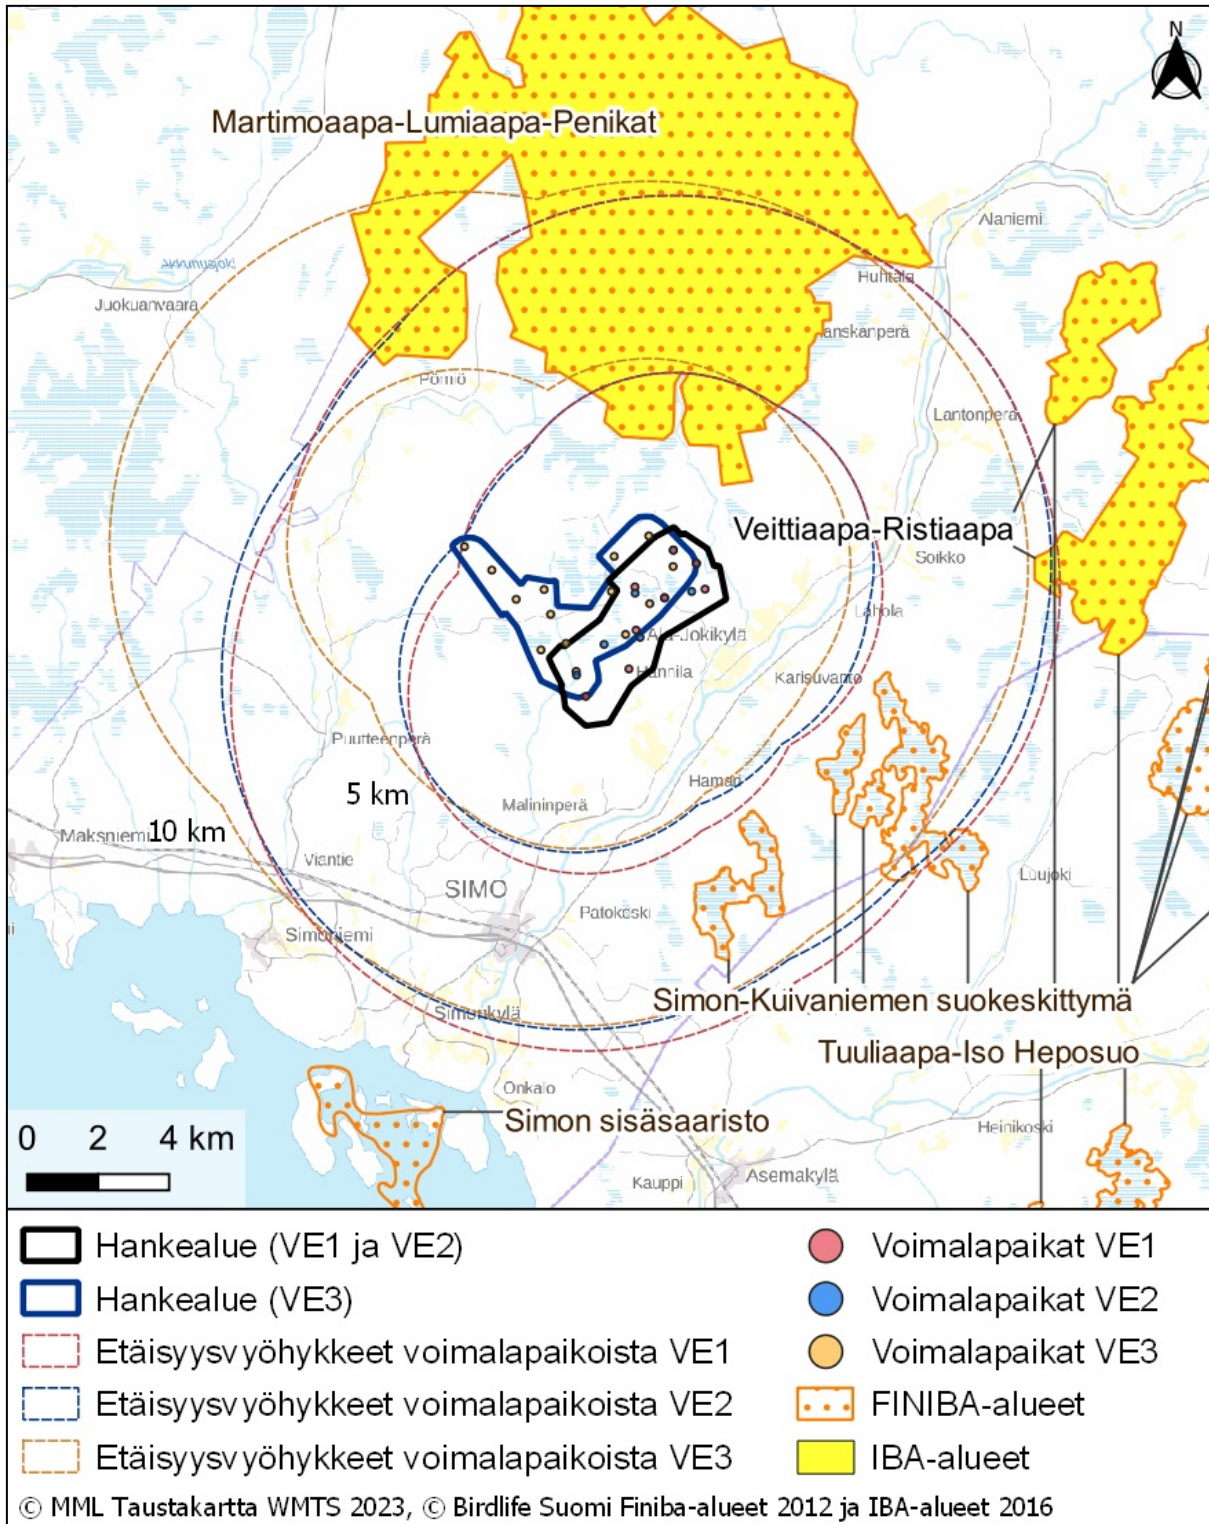 N
Martimoaapa-Lumiaapa-Penikat
Alaniemi
Akkunusjoki
Huhtala
Juokuanvaara
anskanperä
Pörhiö
Lantonperä
Veittiaapa-Ristiaapa
Soikko
Lahola
Ala-Jokikylä
Hannila
Karisuvanto
Puutteenperä
Hamari
5 km
Malininperä
Maksniemi
10 km
Viantie
Luujoki
SIMO
Patokoski
Simoniemi
Simon-Kuivaniemen suokeskittymä
Simonkylä
Tuuliaapa-Iso Heposuo
Onkalo
Simon sisäsaaristo
Heinikoski
0 2 4 km
Kauppi
Asemakylä
Hankealue (VE1 ja VE2)
Hankealue (VE3)
Etäisyysvyöhykkeet voimalapaikoista VE1
Etäisyysvyöhykkeet voimalapaikoista VE2
Etäisyysvyöhykkeet voimalapaikoista VE3
Voimalapaikat VE1
Voimalapaikat VE2
Voimalapaikat VE3
FINIBA-alueet
IBA-alueet
© MML Taustakartta WMTS 2023, © Birdlife Suomi Finiba-alueet 2012 ja IBA-alueet 2016